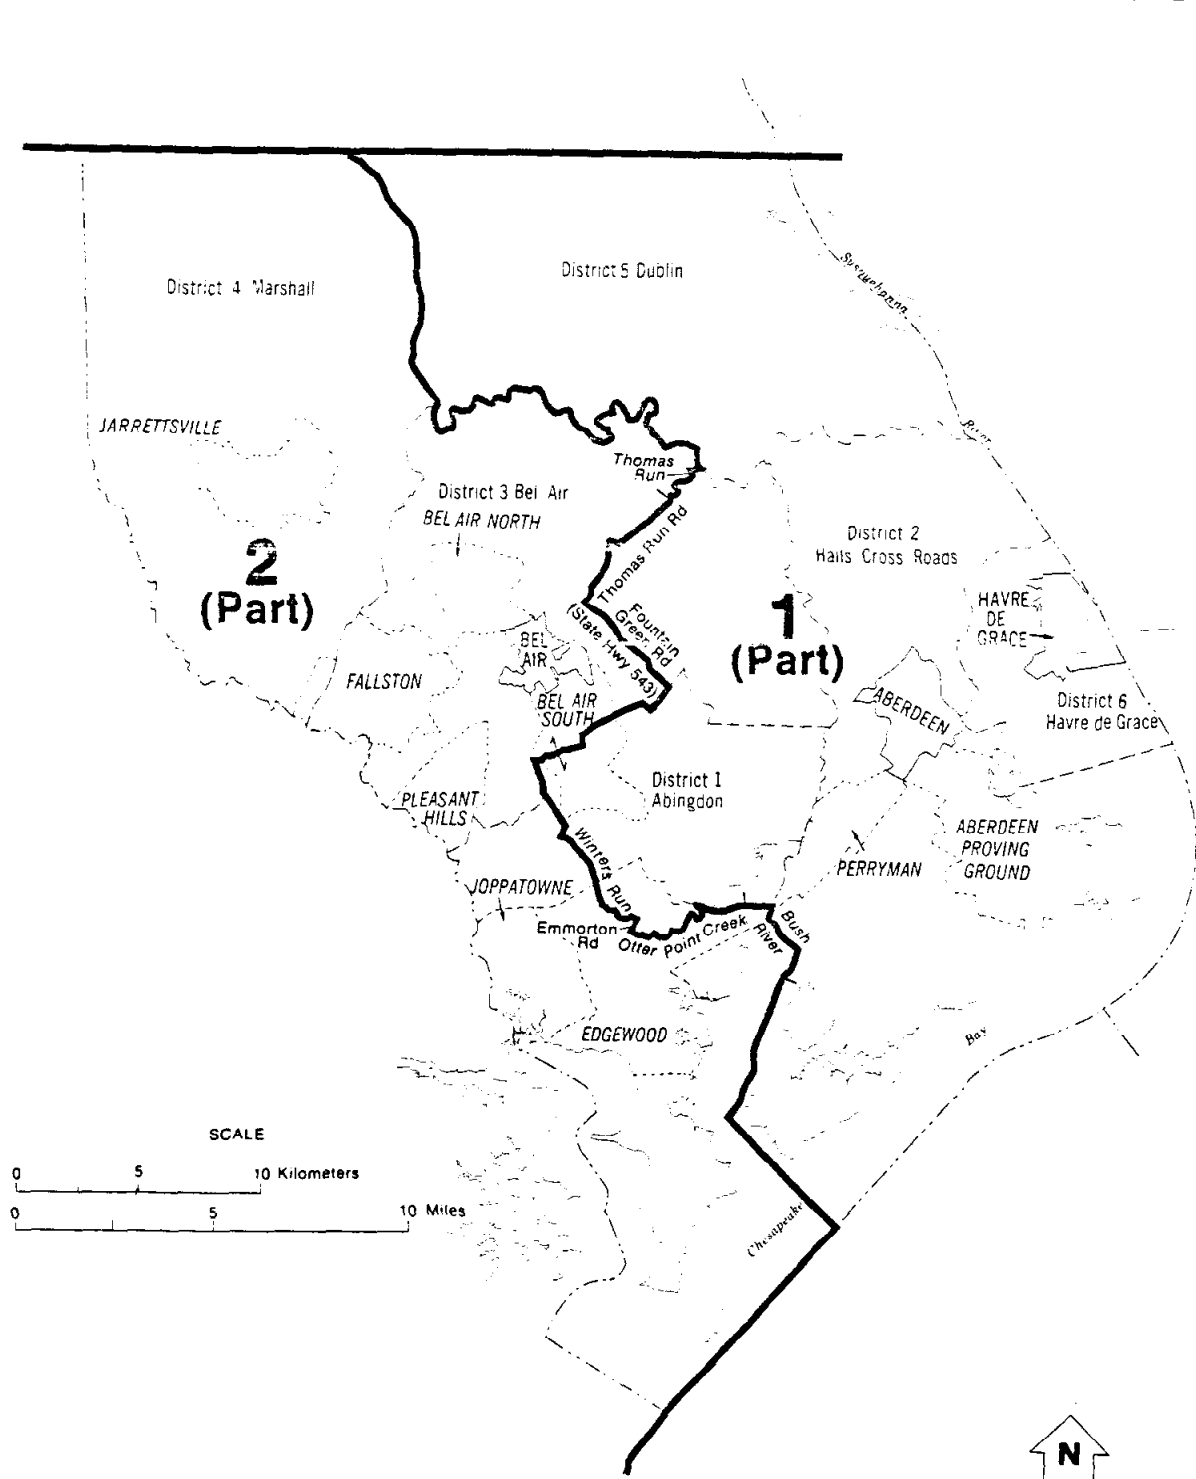 District 4 Marshall
District 5 Dublin
Susquehanna
River
JARRETTSVILLE
Thomas
Run
District 3 Bel Air
BEL AIR NORTH
Thomas Run Rd
District 2
Halls Cross Roads
2
(Part)
1
(Part)
Fountain
Green Rd
(State Hwy 543)
HAVRE
DE
GRACE
BEL
AIR
FALLSTON
BEL AIR
SOUTH
ABERDEEN
District 6
Havre de Grace
District 1
Abingdon
PLEASANT
HILLS
ABERDEEN
PROVING
GROUND
PERRYMAN
Winters Run
JOPPATOWNE
Emmorton
Rd
Otter Point Creek
Bush
River
EDGEWOOD
Bay
Chesapeake
SCALE
0 5 10 Kilometers
0 5 10 Miles
N